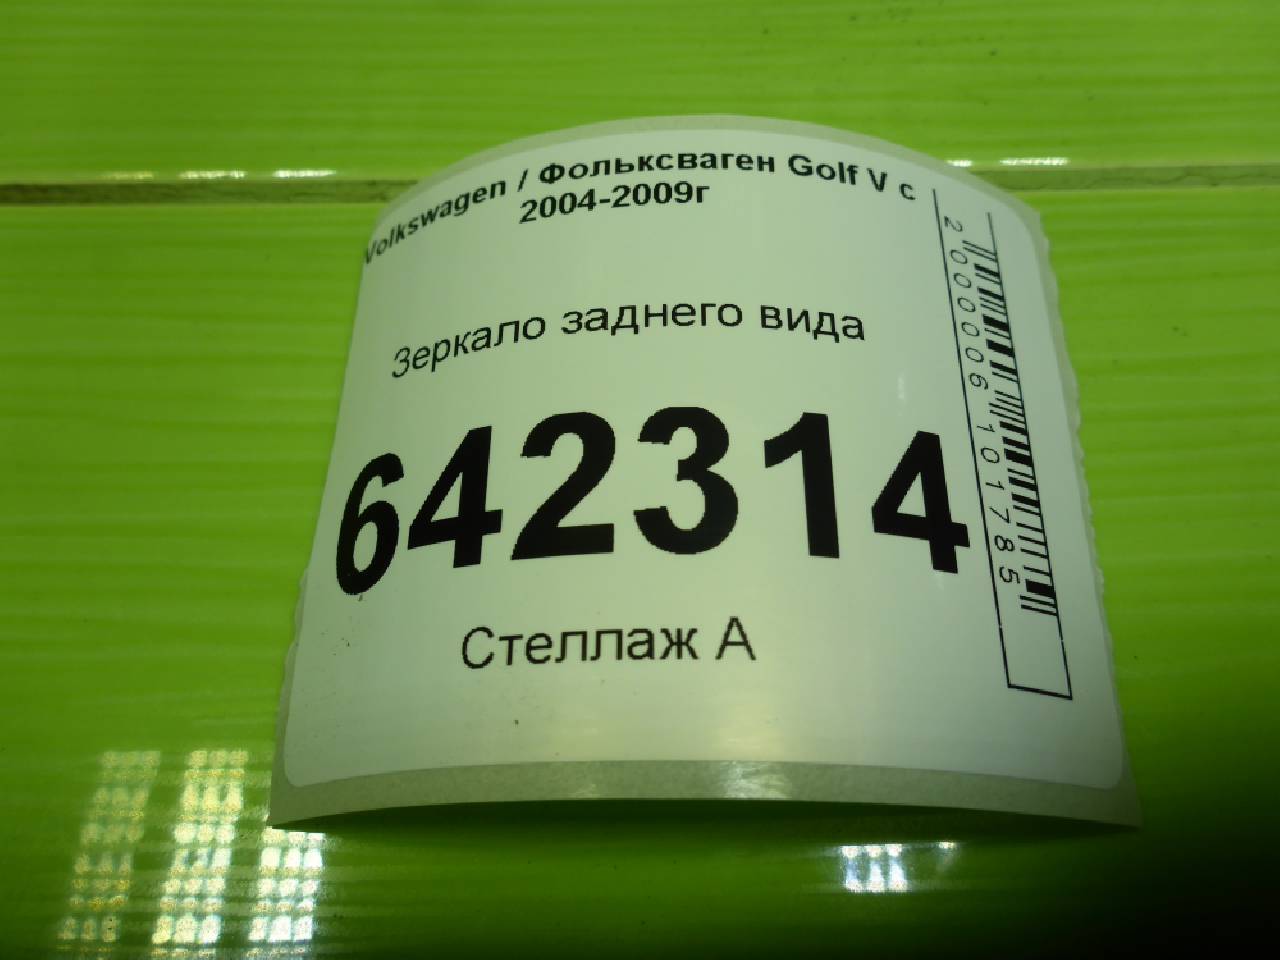 Volkswagen / Фольксваген Golf V с
2004-2009г
Зеркало заднего вида
642314
Стеллаж А
2000006101785